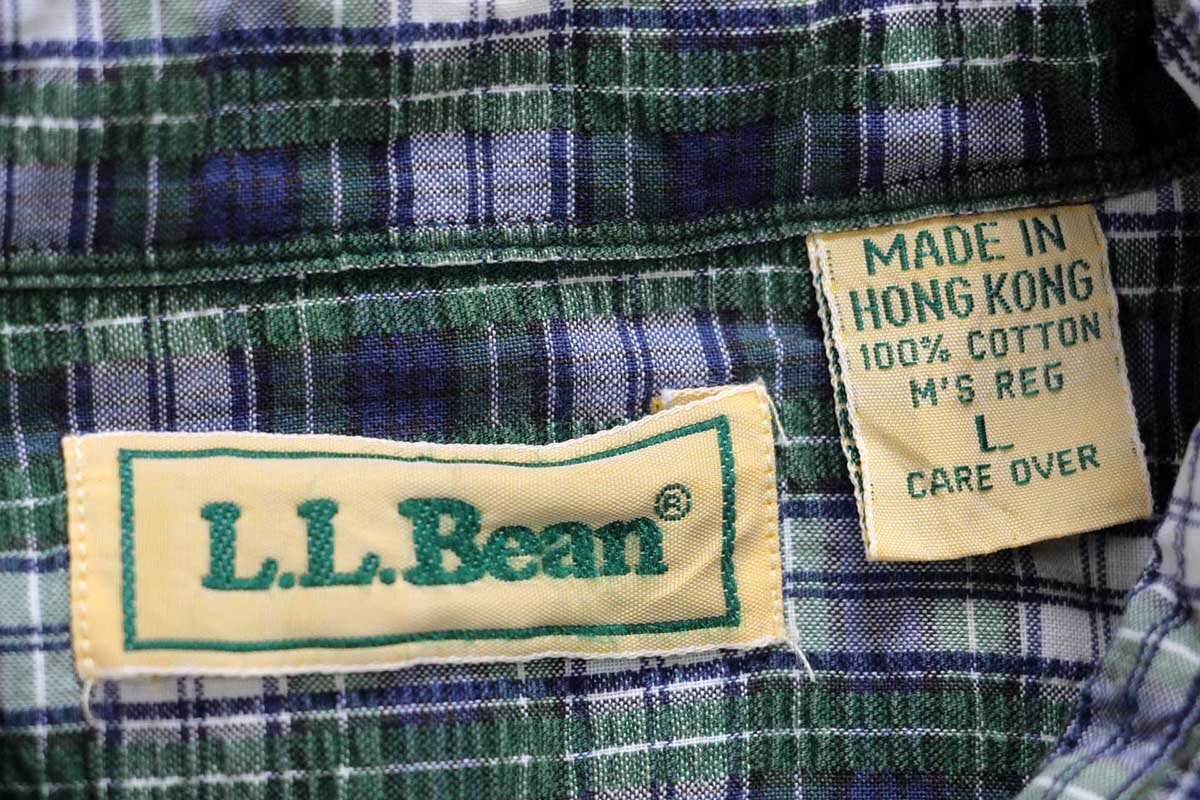 L.L.Bean®
MADE IN
HONG KONG
100% COTTON
M'S REG
L
CARE OVER